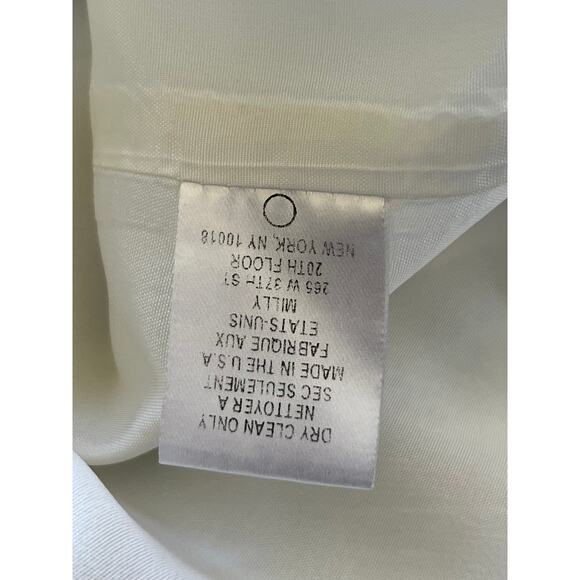 DRY CLEAN ONLY
NETTOYER A
SEC SEULEMENT
MADE IN THE U.S.A
FABRIQUE AUX
ETATS-UNIS
MILLY
265 W 37TH ST
20TH FLOOR
NEW YORK, NY 10018